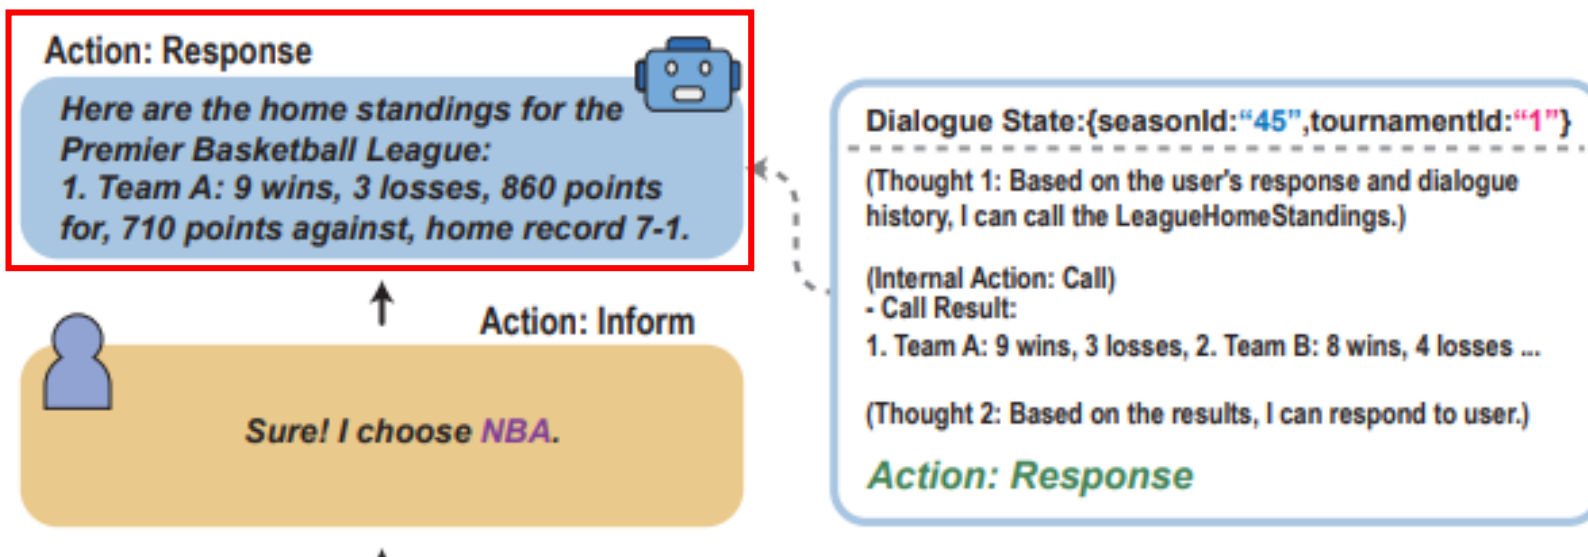 Action: Response
Here are the home standings for the
Premier Basketball League:
1. Team A: 9 wins, 3 losses, 860 points
for, 710 points against, home record 7-1.
Action: Inform
Sure! I choose NBA.
Dialogue State:{seasonId:“45”,tournamentId:“1”}
(Thought 1: Based on the user's response and dialogue
history, I can call the LeagueHomeStandings.)
(Internal Action: Call)
- Call Result:
1. Team A: 9 wins, 3 losses, 2. Team B: 8 wins, 4 losses ...
(Thought 2: Based on the results, I can respond to user.)
Action: Response